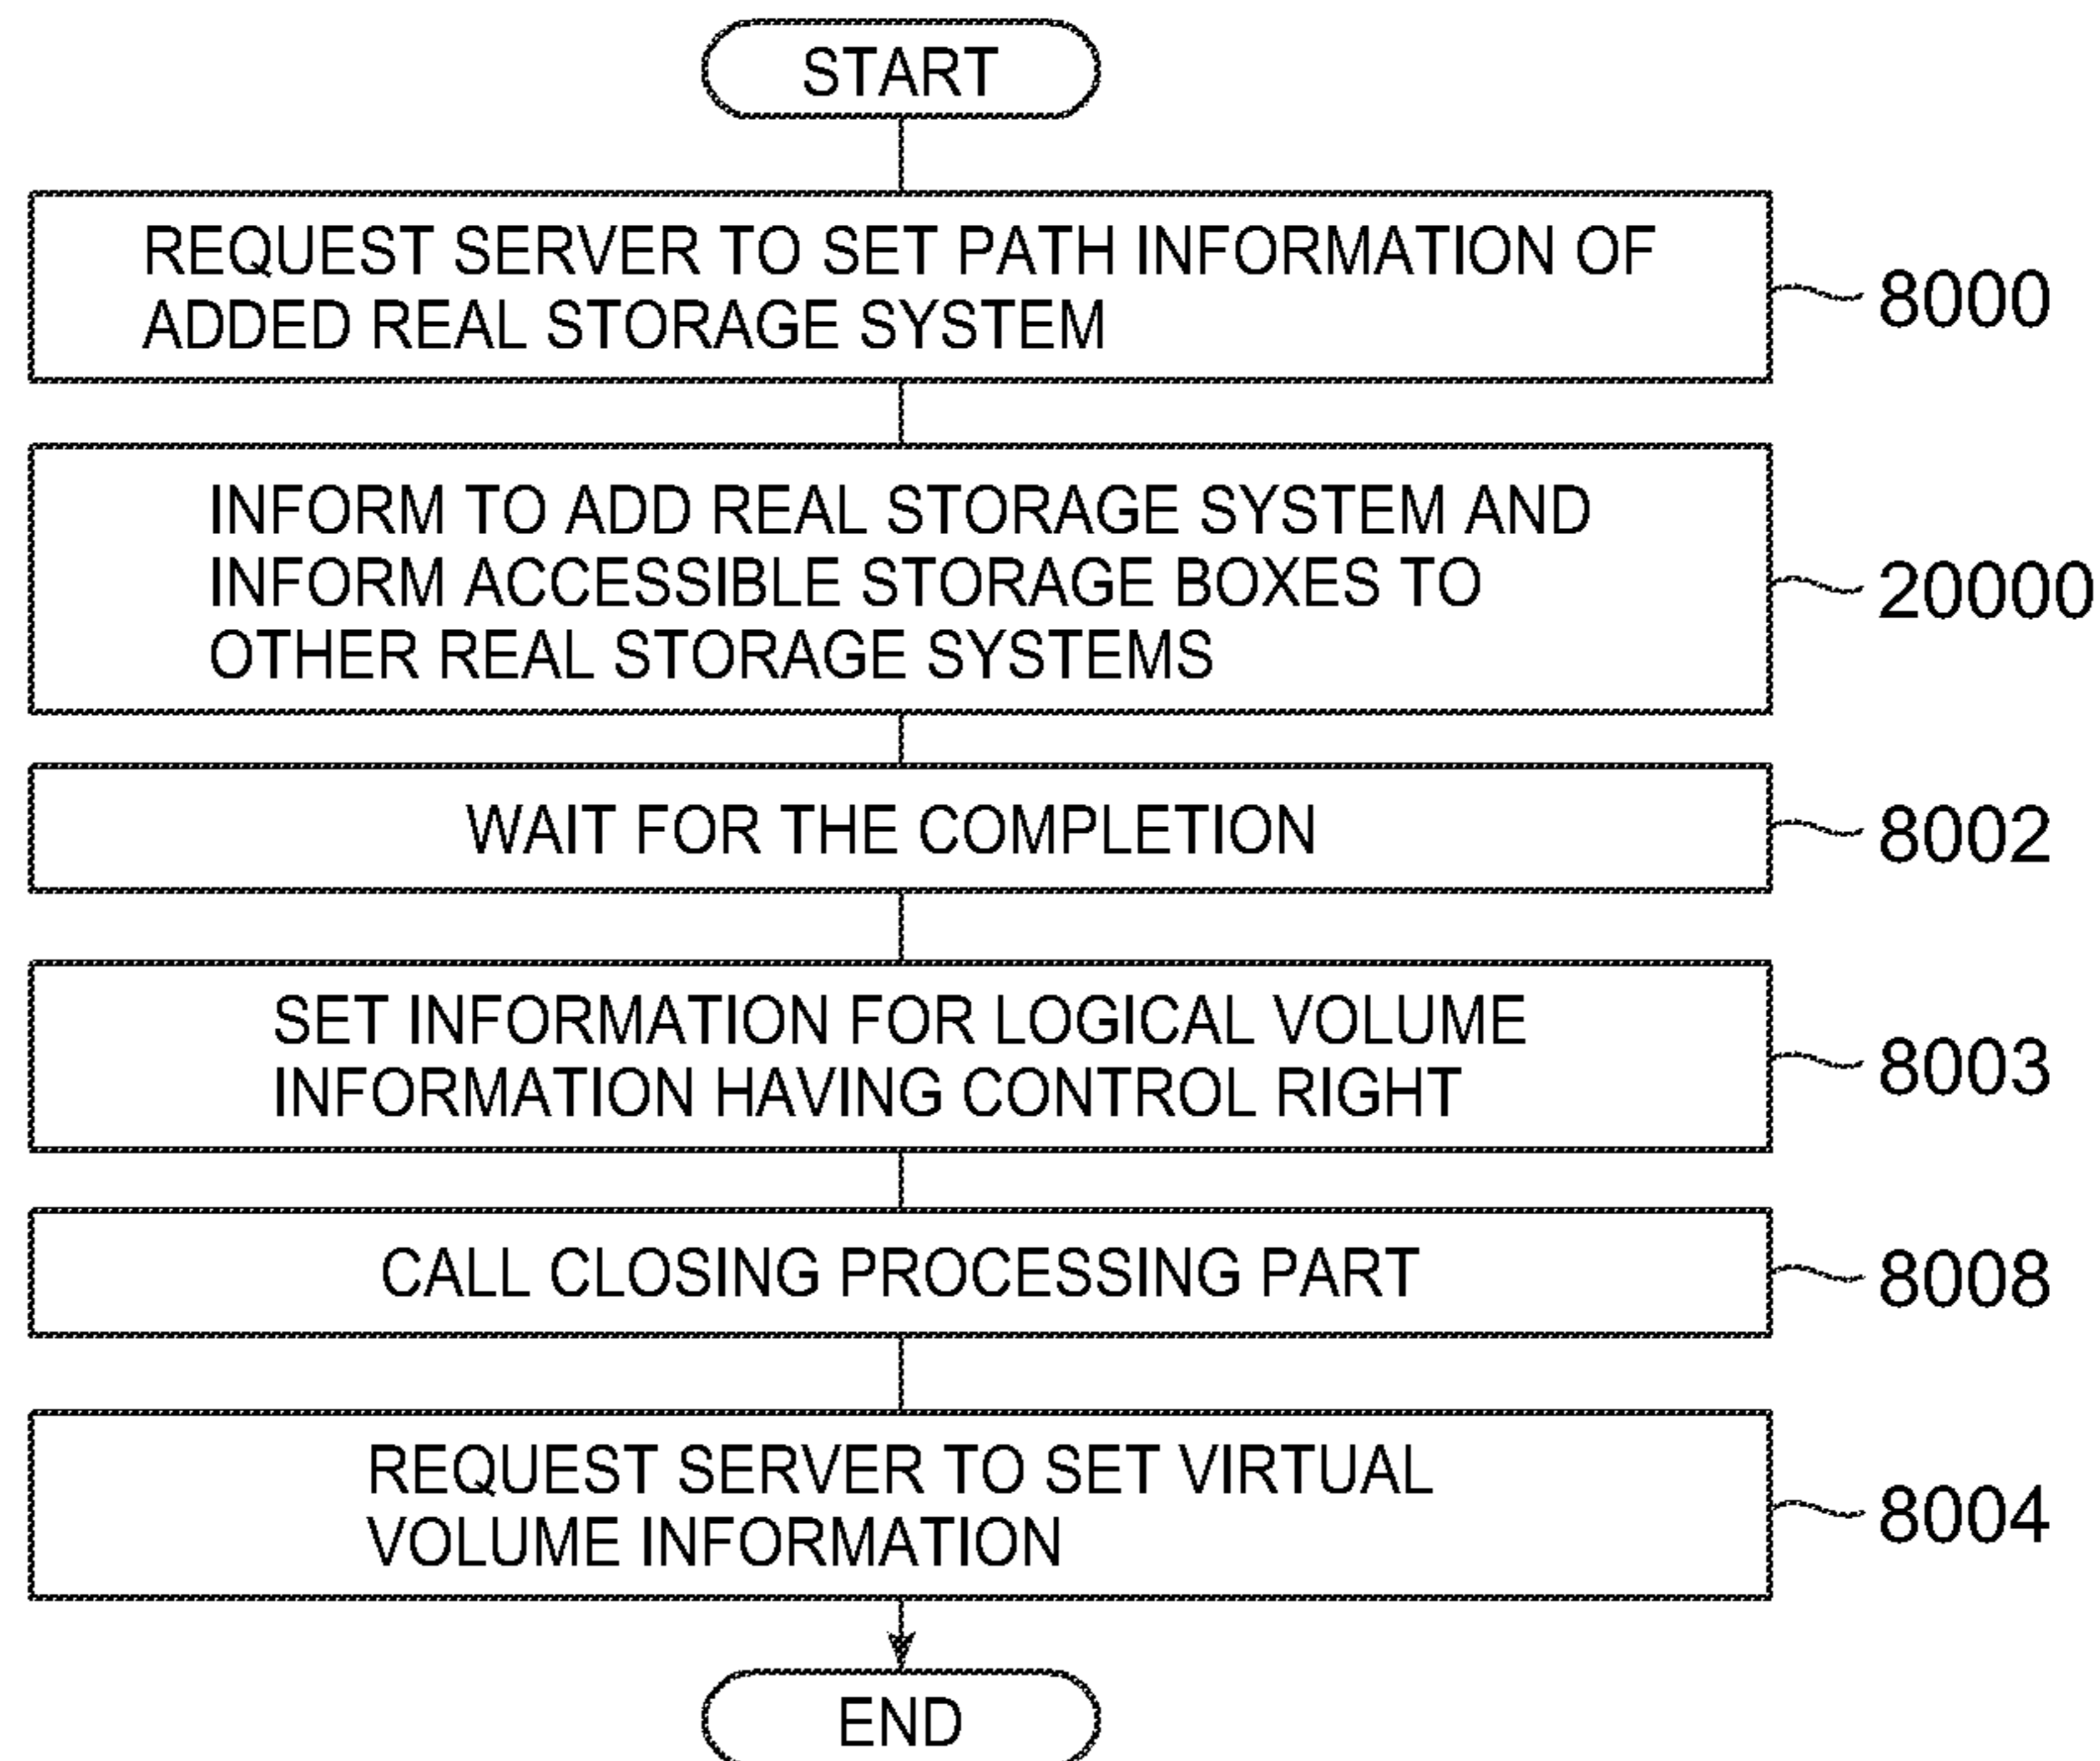 START
REQUEST SERVER TO SET PATH INFORMATION OF
ADDED REAL STORAGE SYSTEM
8000
INFORM TO ADD REAL STORAGE SYSTEM AND
INFORM ACCESSIBLE STORAGE BOXES TO
OTHER REAL STORAGE SYSTEMS
20000
WAIT FOR THE COMPLETION
8002
SET INFORMATION FOR LOGICAL VOLUME
INFORMATION HAVING CONTROL RIGHT
8003
CALL CLOSING PROCESSING PART
8008
REQUEST SERVER TO SET VIRTUAL
VOLUME INFORMATION
8004
END